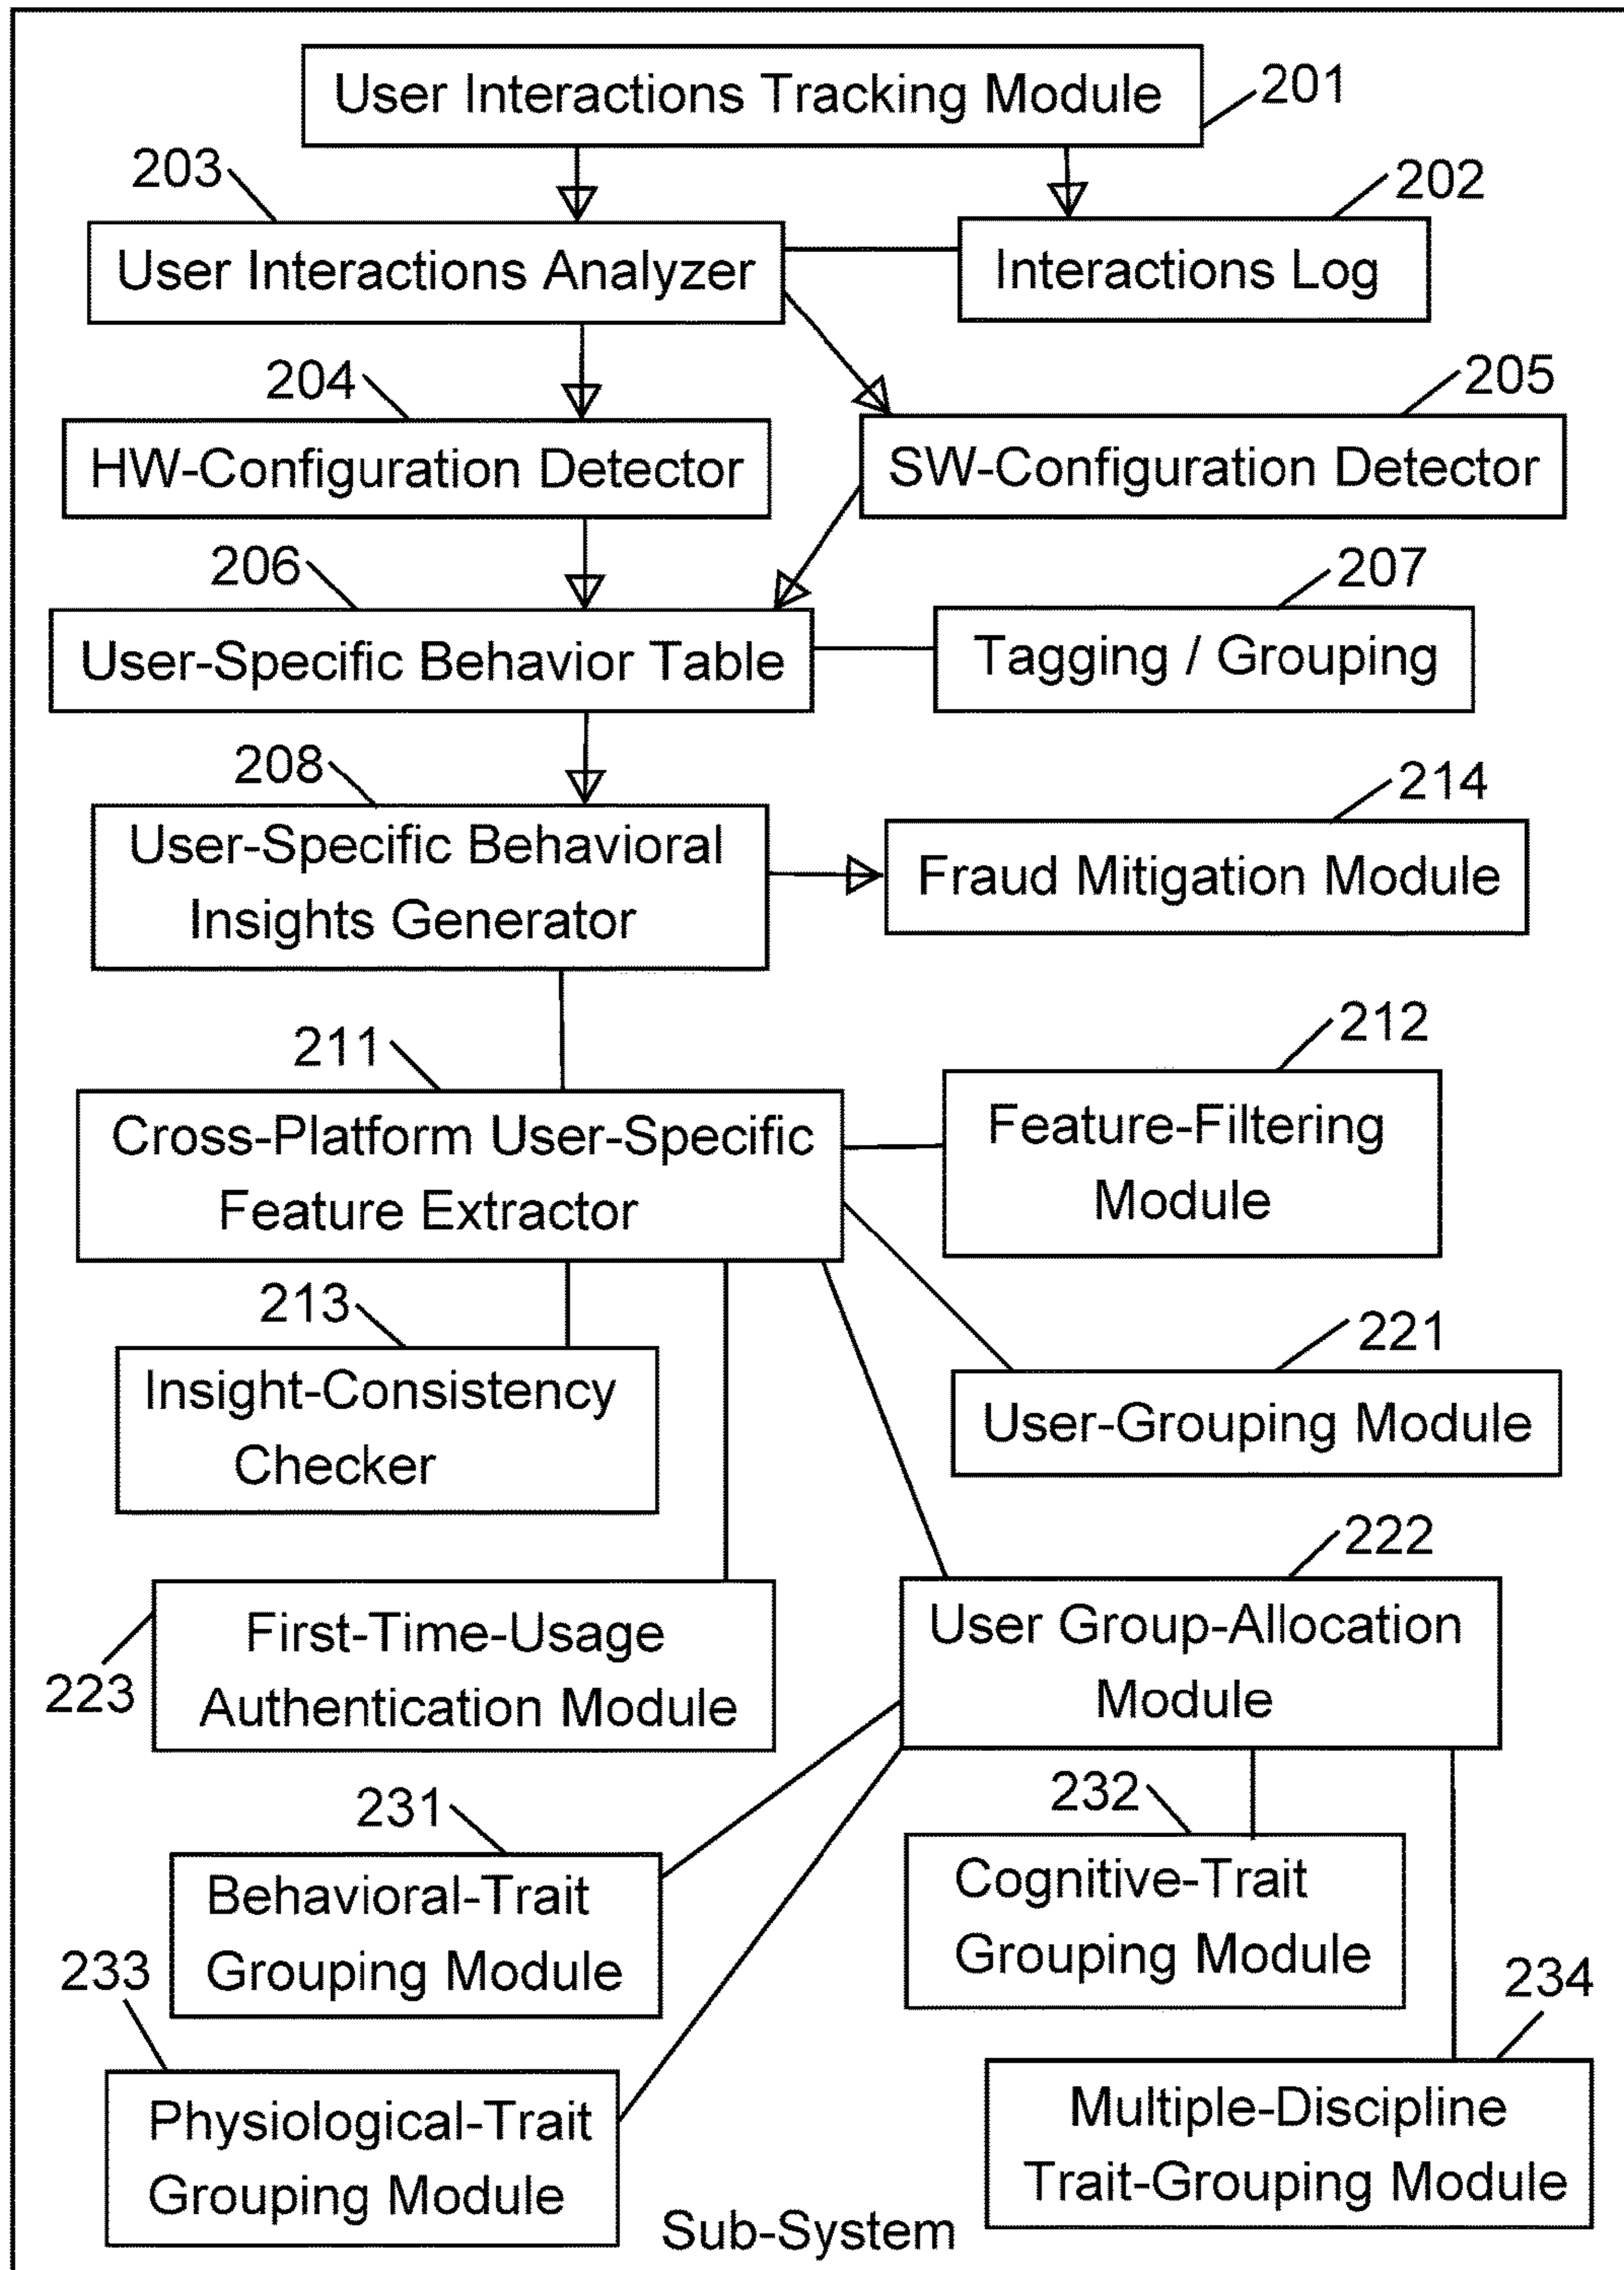 User Interactions Tracking Module
201
203
202
User Interactions Analyzer
Interactions Log
204
205
HW-Configuration Detector
SW-Configuration Detector
206
207
User-Specific Behavior Table
Tagging / Grouping
208
214
User-Specific Behavioral
Insights Generator
Fraud Mitigation Module
211
212
Cross-Platform User-Specific
Feature Extractor
Feature-Filtering
Module
213
221
Insight-Consistency
Checker
User-Grouping Module
222
223
First-Time-Usage
Authentication Module
User Group-Allocation
Module
231
232
Behavioral-Trait
Grouping Module
Cognitive-Trait
Grouping Module
233
234
Physiological-Trait
Grouping Module
Multiple-Discipline
Trait-Grouping Module
Sub-System